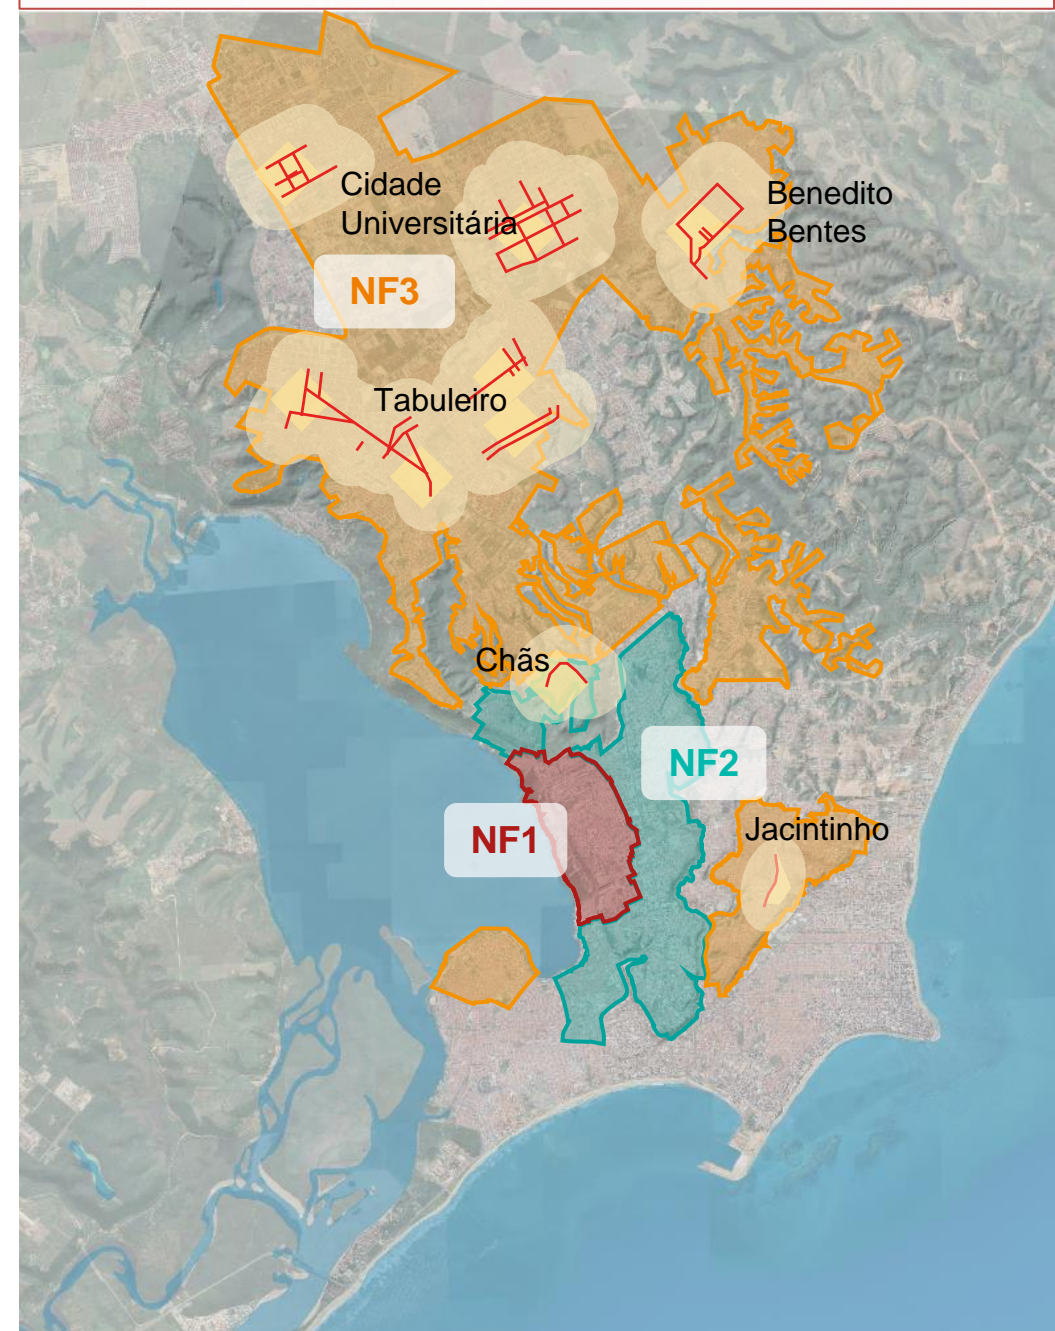 Cidade
Universitária
Benedito
Bentes
NF3
Tabuleiro
Chãs
NF2
NF1
Jacintinho